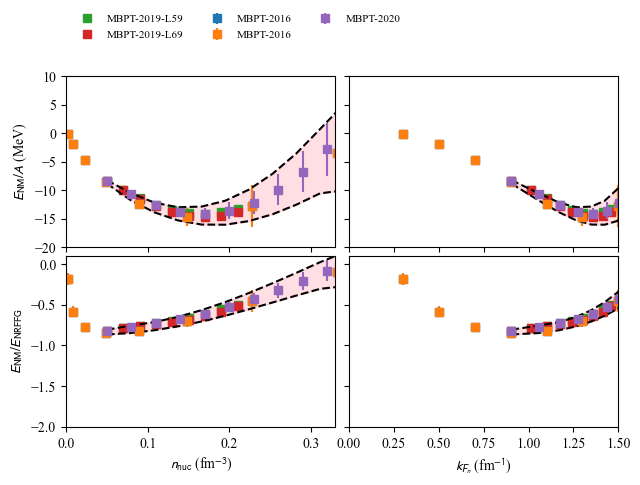 MBPT-2019-L59 MBPT-2016 MBPT-2020
MBPT-2019-L69 MBPT-2016
10
5
0
−5
−10
−15
−20
E_NM/A (MeV)
0.0
−0.5
−1.0
−1.5
−2.0
E_NM/E_NRFFG
0.0 0.1 0.2 0.3
n_nuc (fm⁻³)
0.00 0.25 0.50 0.75 1.00 1.25 1.50
k_{F_n} (fm⁻¹)